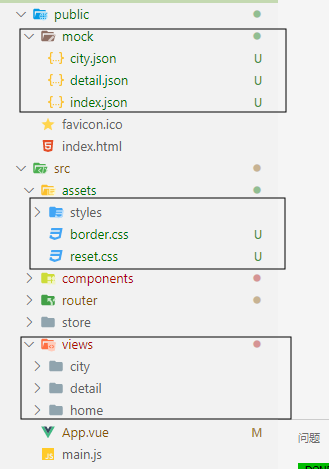 public
mock
city.json U
detail.json U
index.json U
favicon.ico
index.html
src
assets
styles
border.css U
reset.css U
components
router
store
views
city
detail
home
App.vue M
main.js
问题